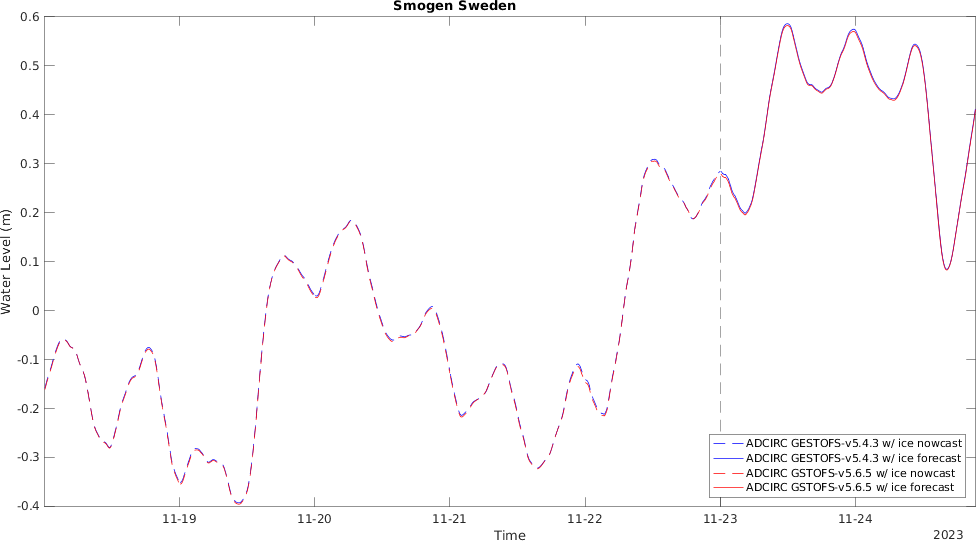 Smogen Sweden
0.6
0.5
0.4
0.3
0.2
0.1
0
-0.1
-0.2
-0.3
-0.4
Water Level (m)
11-19
11-20
11-21
11-22
11-23
11-24
Time
2023
ADCIRC GESTOFS-v5.4.3 w/ ice nowcast
ADCIRC GESTOFS-v5.4.3 w/ ice forecast
ADCIRC GSTOFS-v5.6.5 w/ ice nowcast
ADCIRC GSTOFS-v5.6.5 w/ ice forecast